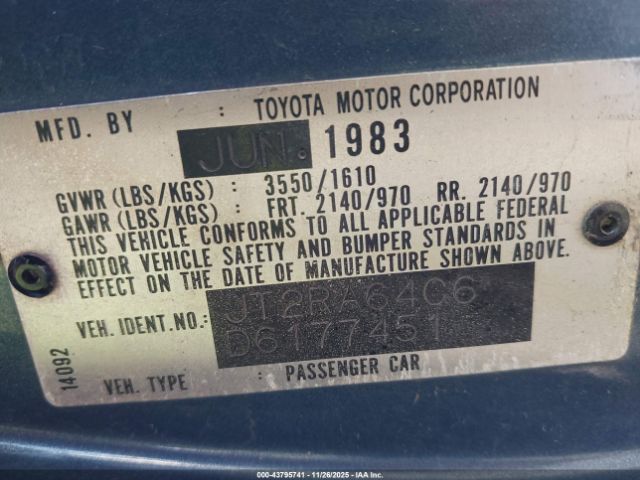 MFD. BY : TOYOTA MOTOR CORPORATION
JUN. 1983
GVWR (LBS/KGS) : 3550/1610
GAWR (LBS/KGS) : FRT. 2140/970 RR. 2140/970
THIS VEHICLE CONFORMS TO ALL APPLICABLE FEDERAL
MOTOR VEHICLE SAFETY AND BUMPER STANDARDS IN
EFFECT ON THE DATE OF MANUFACTURE SHOWN ABOVE.
VEH. IDENT.NO.: JT2RA64C6
D6177451
14092
VEH. TYPE : PASSENGER CAR
000-43795741 - 11/26/2025 - IAA Inc.